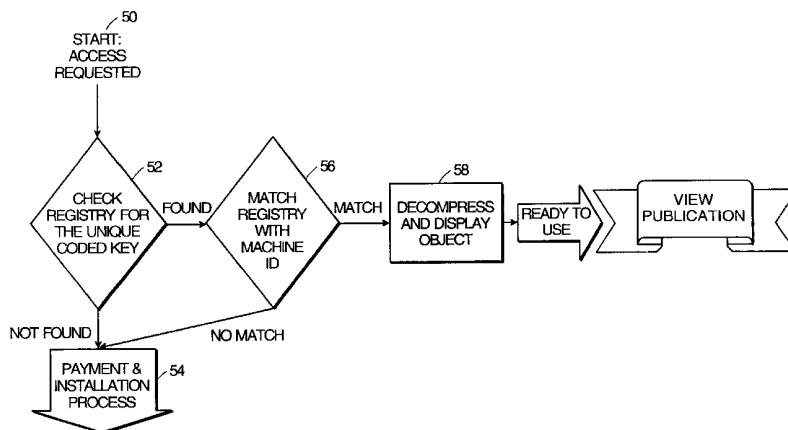 50
START:
ACCESS
REQUESTED
52
CHECK
REGISTRY FOR
THE UNIQUE
CODED KEY
FOUND
56
MATCH
REGISTRY
WITH
MACHINE
ID
MATCH
58
DECOMPRESS
AND DISPLAY
OBJECT
READY TO
USE
VIEW
PUBLICATION
NOT FOUND
NO MATCH
PAYMENT &
INSTALLATION
PROCESS
54